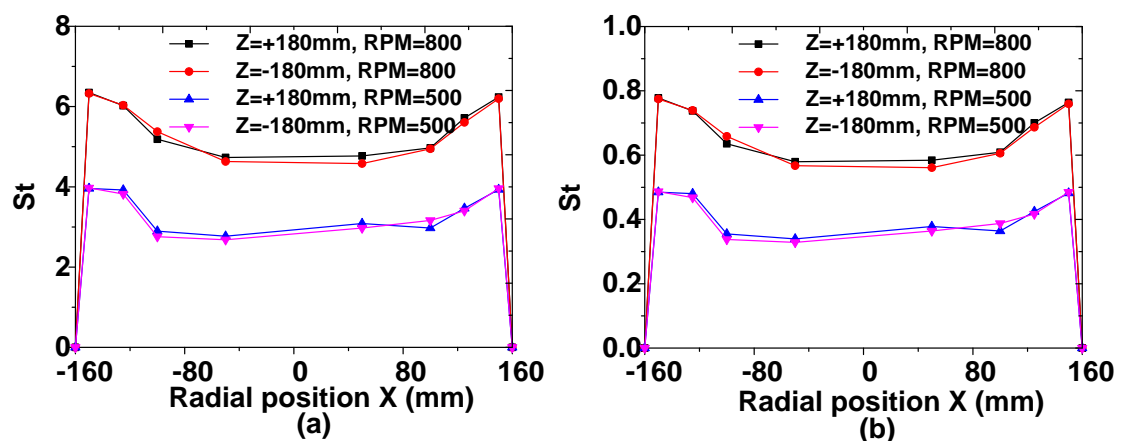 8
6
4
2
0
St
Z=+180mm, RPM=800
Z=-180mm, RPM=800
Z=+180mm, RPM=500
Z=-180mm, RPM=500
-160 -80 0 80 160
Radial position X (mm)
(a)
1.0
0.8
0.6
0.4
0.2
0.0
St
Z=+180mm, RPM=800
Z=-180mm, RPM=800
Z=+180mm, RPM=500
Z=-180mm, RPM=500
-160 -80 0 80 160
Radial position X (mm)
(b)